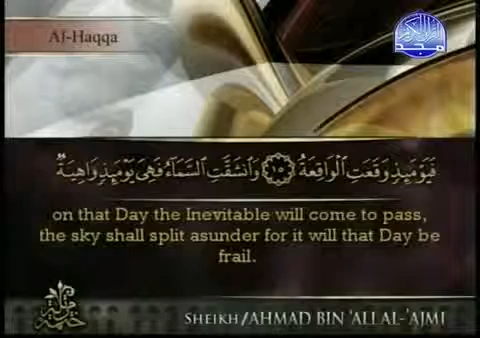 Al-Haqqa
فَيَوْمَئِذٍ وَقَعَتِ الْوَاقِعَةُ ١٥ وَانشَقَّتِ السَّمَاءُ فَهِيَ يَوْمَئِذٍ وَاهِيَةٌ
on that Day the Inevitable will come to pass,
the sky shall split asunder for it will that Day be
frail.
SHEIKH/AHMAD BIN 'ALI AL-'AJMI